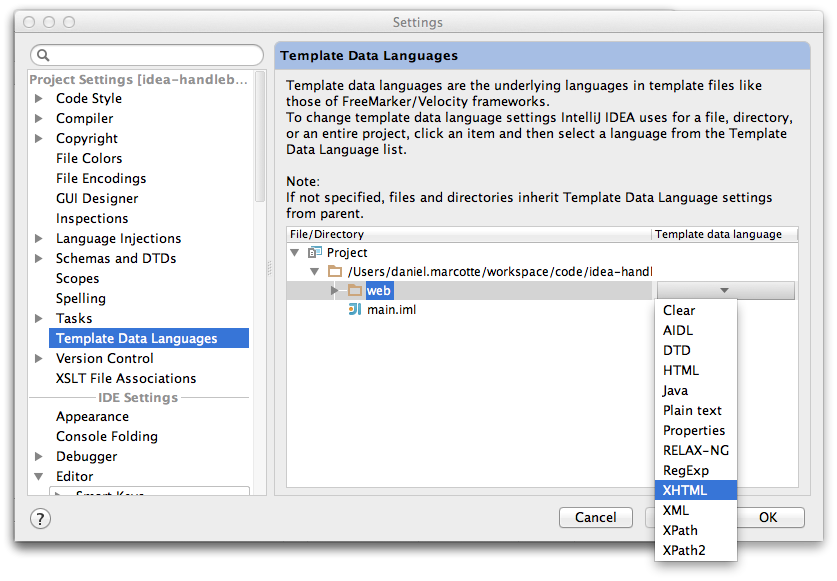 Settings
Project Settings [idea-handleb...
Code Style
Compiler
Copyright
File Colors
File Encodings
GUI Designer
Inspections
Language Injections
Schemas and DTDs
Scopes
Spelling
Tasks
Template Data Languages
Version Control
XSLT File Associations
IDE Settings
Appearance
Console Folding
Debugger
Editor
Smart Keys
Template Data Languages
Template data languages are the underlying languages in template files like
those of FreeMarker/Velocity frameworks.
To change template data language settings IntelliJ IDEA uses for a file, directory,
or an entire project, click an item and then select a language from the Template
Data Language list.
Note:
If not specified, files and directories inherit Template Data Language settings
from parent.
File/Directory
Template data language
Project
/Users/daniel.marcotte/workspace/code/idea-handl
web
main.iml
Clear
AIDL
DTD
HTML
Java
Plain text
Properties
RELAX-NG
RegExp
XHTML
XML
XPath
XPath2
?
Cancel
OK